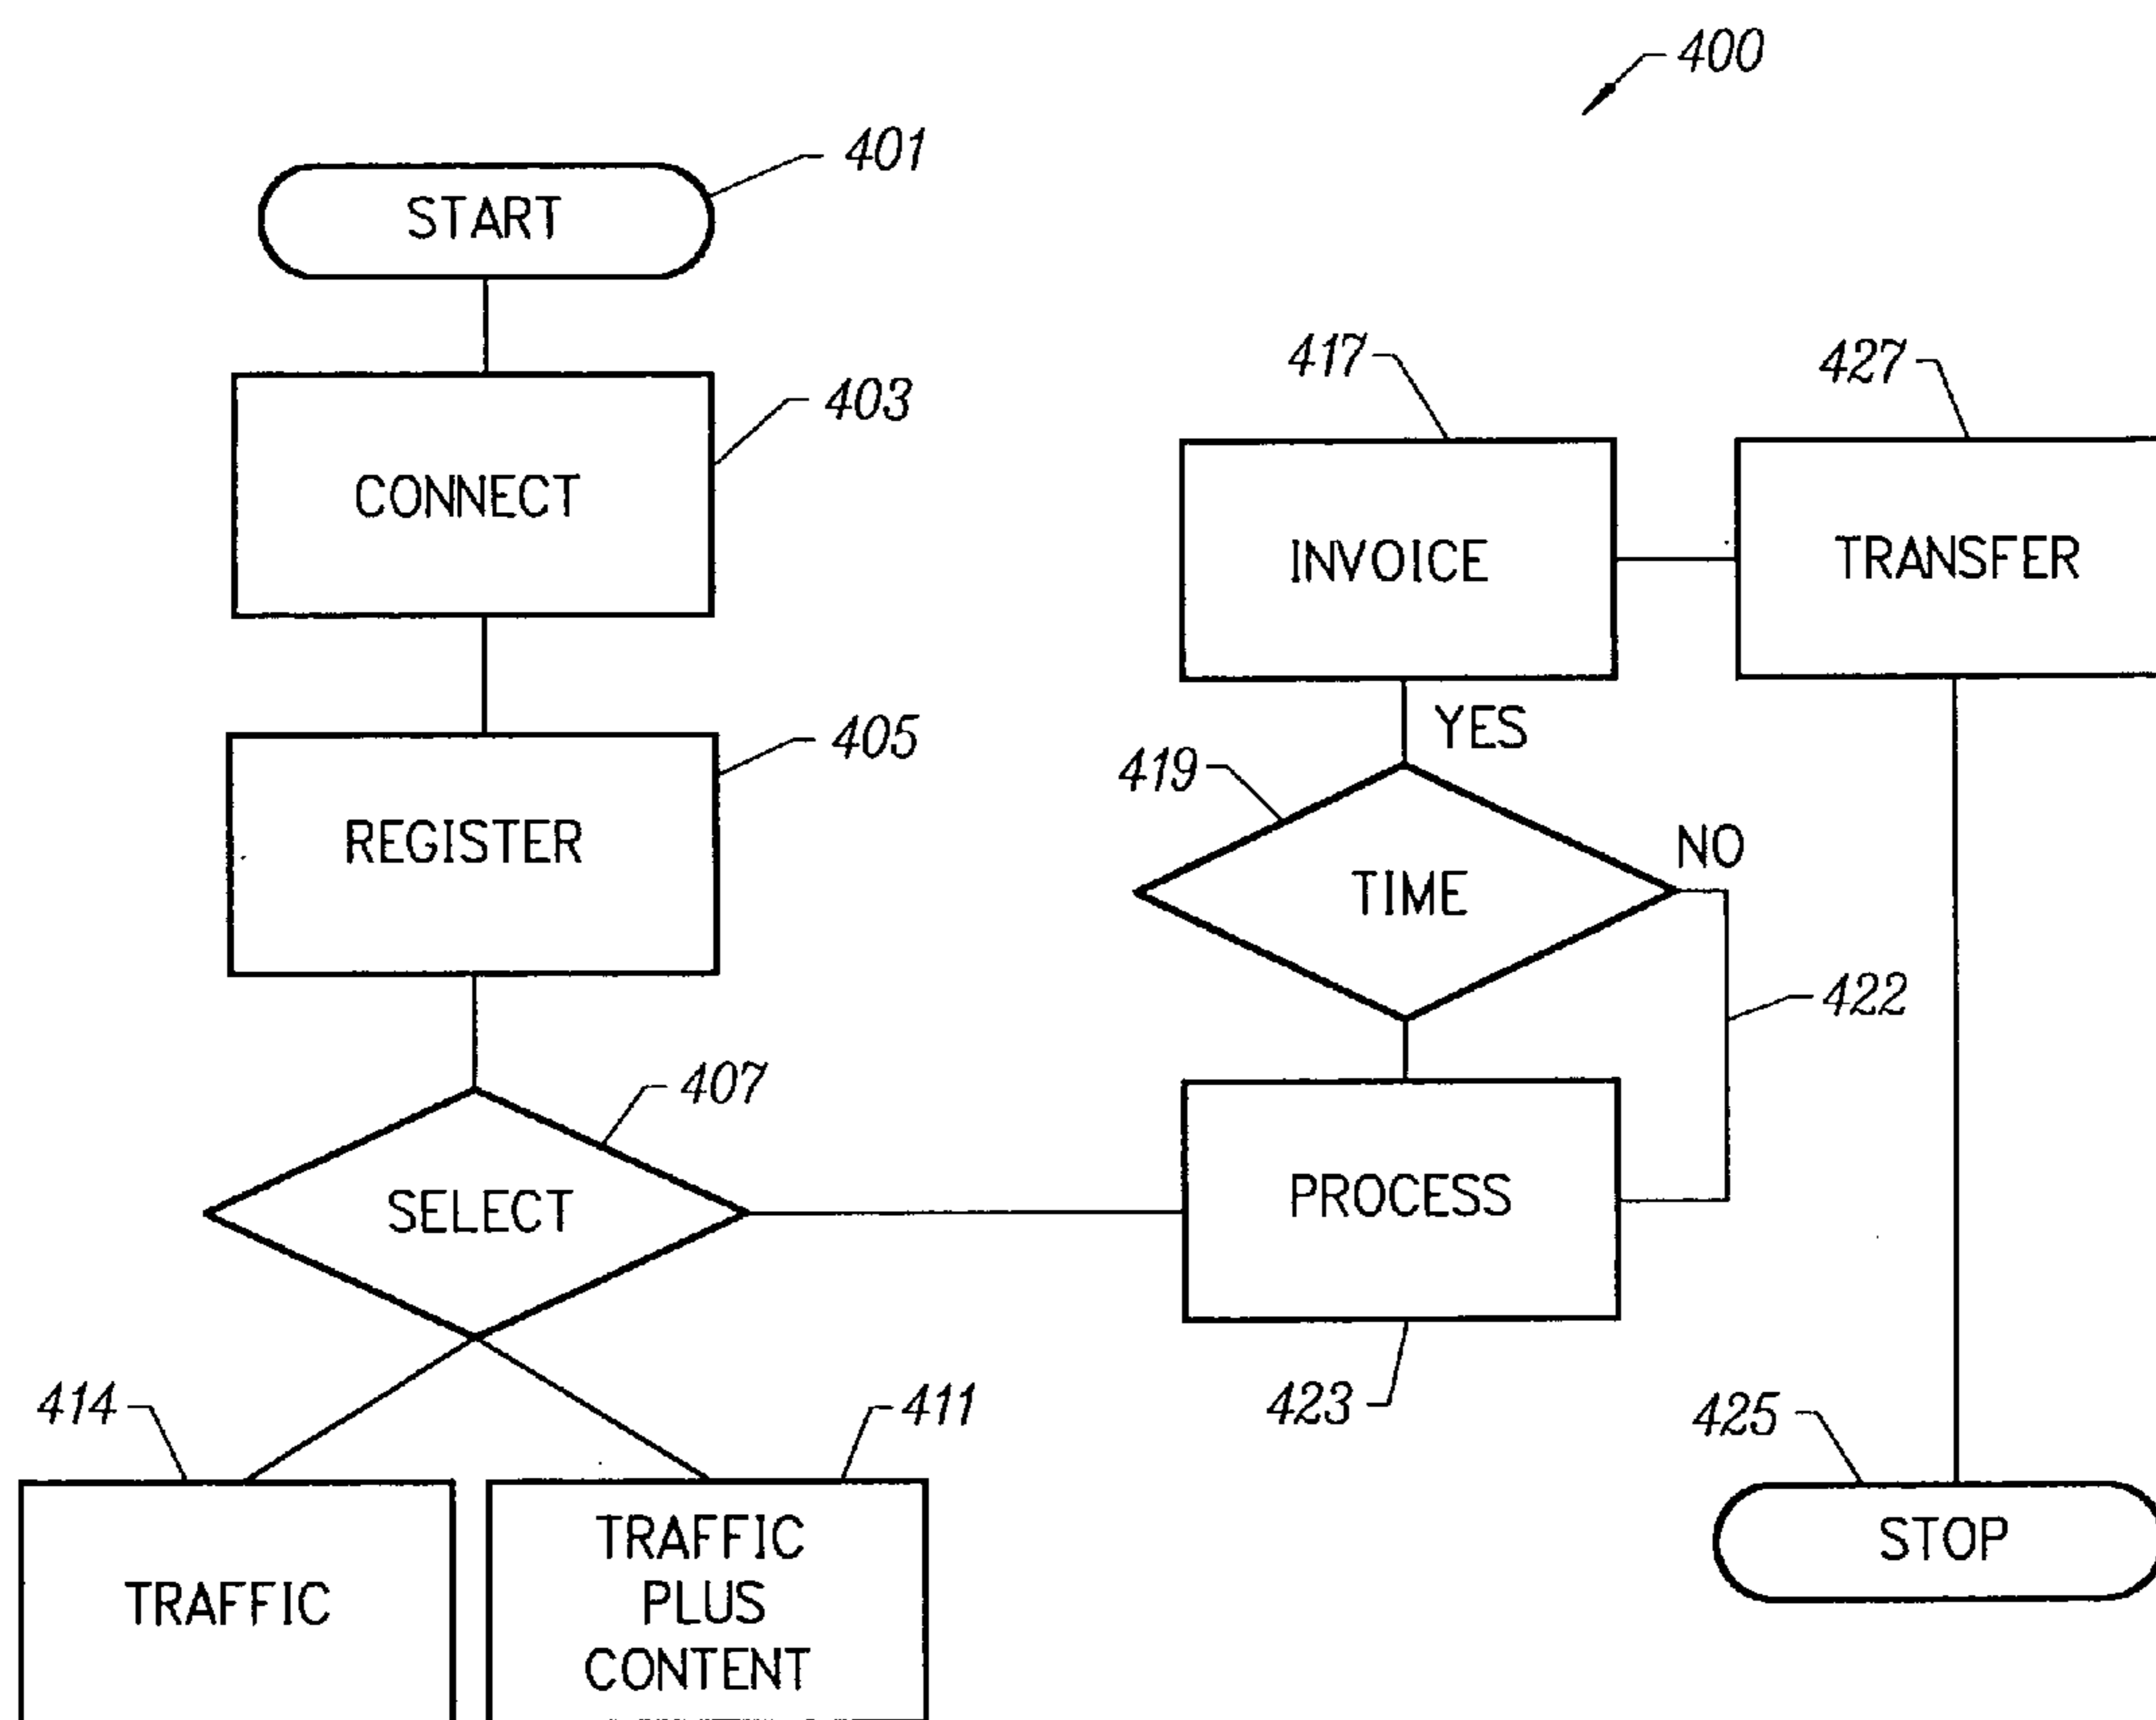 400
401
START
403
CONNECT
405
REGISTER
407
SELECT
414
TRAFFIC
411
TRAFFIC
PLUS
CONTENT
417
INVOICE
427
TRANSFER
YES
419
TIME
NO
422
PROCESS
423
425
STOP